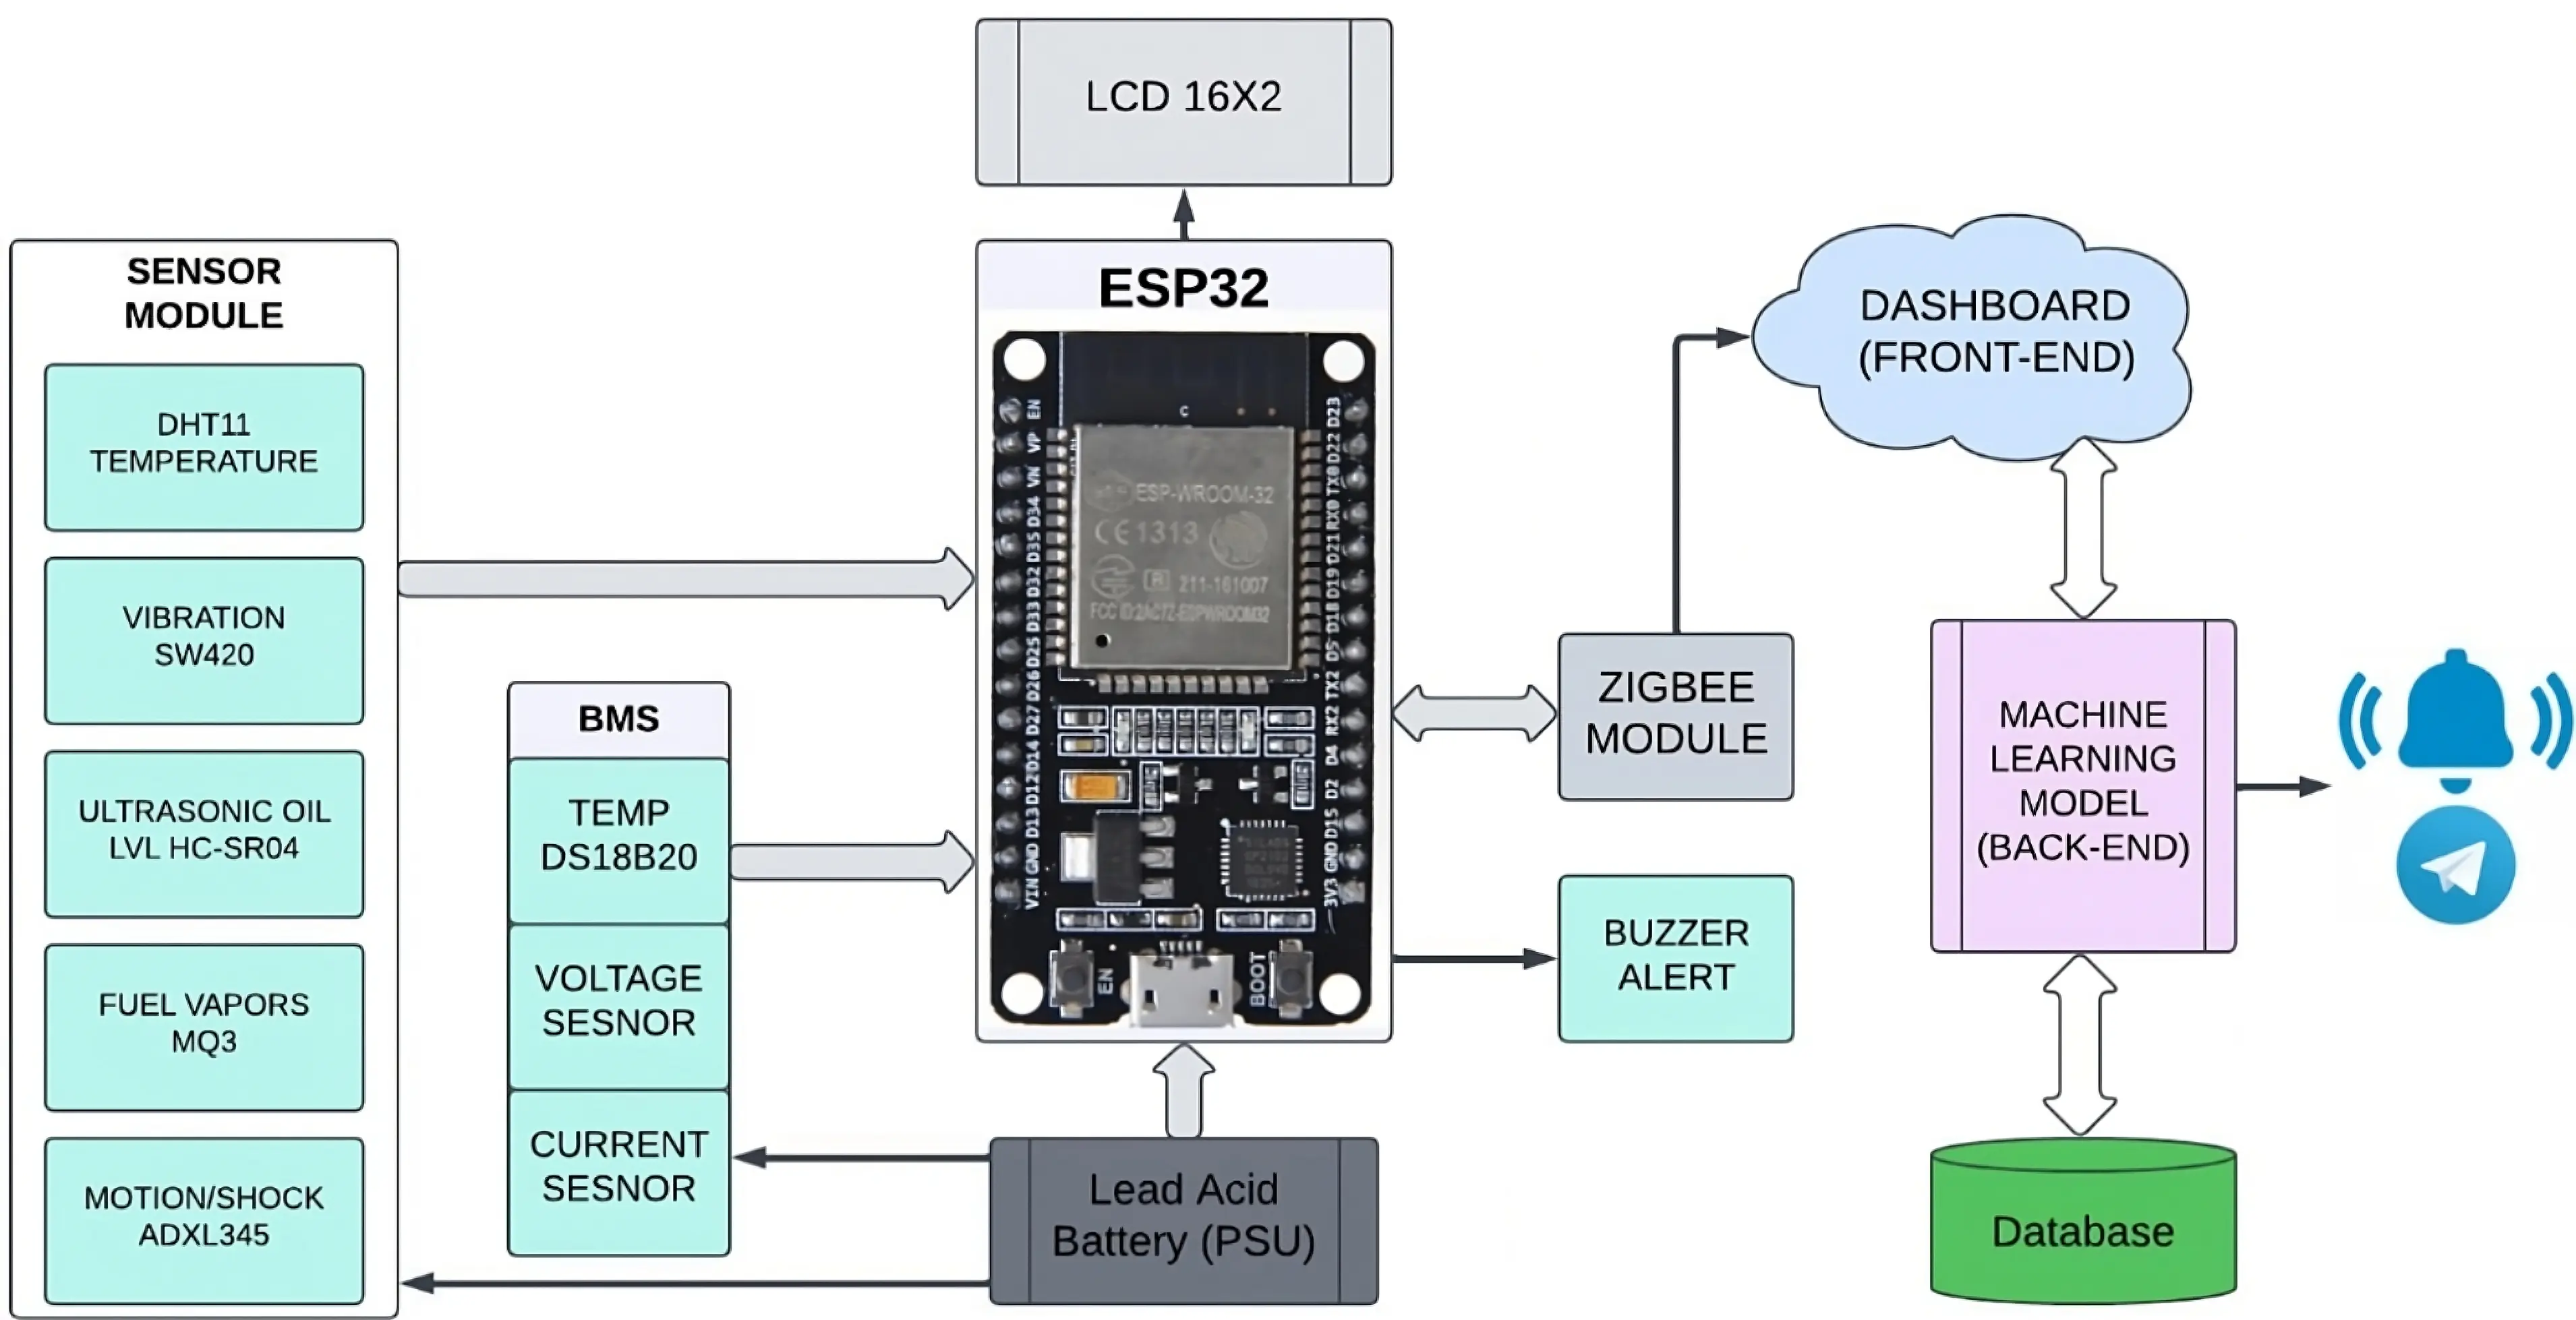 LCD 16X2
SENSOR
MODULE
DHT11
TEMPERATURE
VIBRATION
SW420
ULTRASONIC OIL
LVL HC-SR04
FUEL VAPORS
MQ3
MOTION/SHOCK
ADXL345
BMS
TEMP
DS18B20
VOLTAGE
SESNOR
CURRENT
SESNOR
ESP32
EN
VP
VN
D34
D35
D32
D33
D25
D26
D27
D14
D12
D13
GND
VIN
ESP-WROOM-32
CE1313
R 211-161007
D23
D22
TX0
RX0
D21
D19
D18
D5
TX2
RX2
D4
D2
D15
GND
3V3
EN
BOOT
Lead Acid
Battery (PSU)
ZIGBEE
MODULE
BUZZER
ALERT
DASHBOARD
(FRONT-END)
MACHINE
LEARNING
MODEL
(BACK-END)
Database